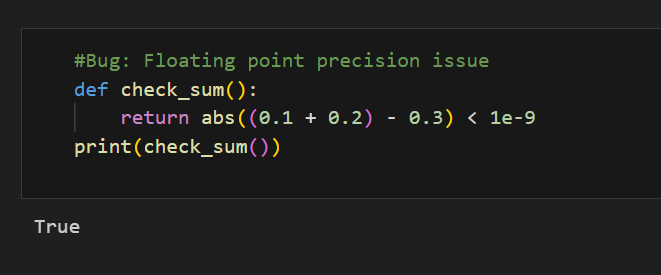 #Bug: Floating point precision issue
def check_sum():
    return abs((0.1 + 0.2) - 0.3) < 1e-9
print(check_sum())
True